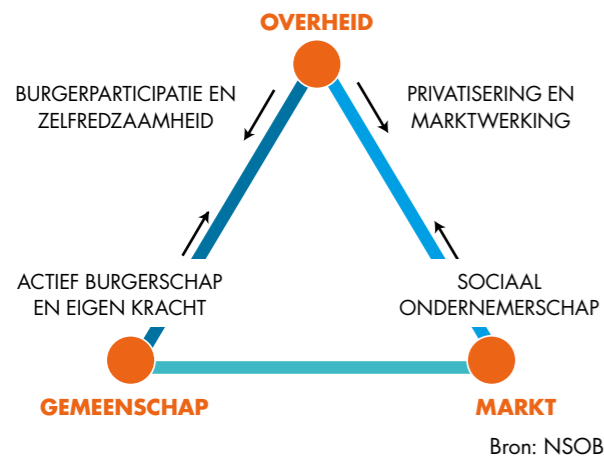 OVERHEID
BURGERPARTICIPATIE EN
ZELFREDZAAMHEID
PRIVATISERING EN
MARKTWERKING
ACTIEF BURGERSCHAP
EN EIGEN KRACHT
SOCIAAL
ONDERNEMERSCHAP
GEMEENSCHAP
MARKT
Bron: NSOB